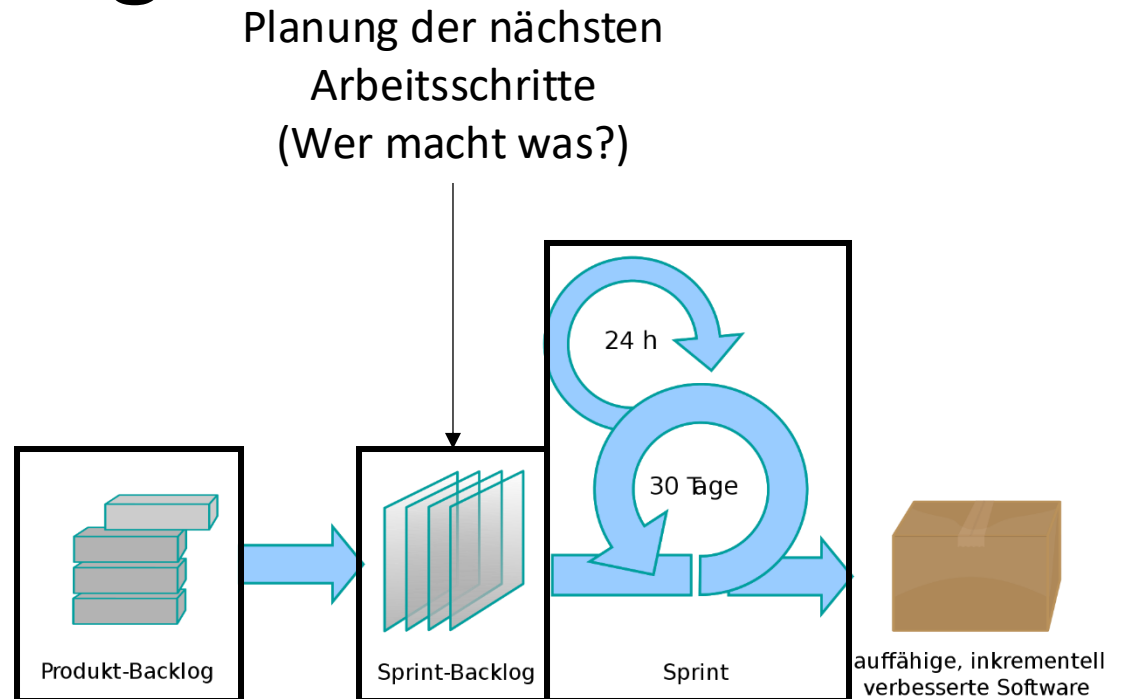 Planung der nächsten
Arbeitsschritte
(Wer macht was?)
24 h
30 Tage
Produkt-Backlog
Sprint-Backlog
Sprint
auffähige, inkrementell
verbesserte Software